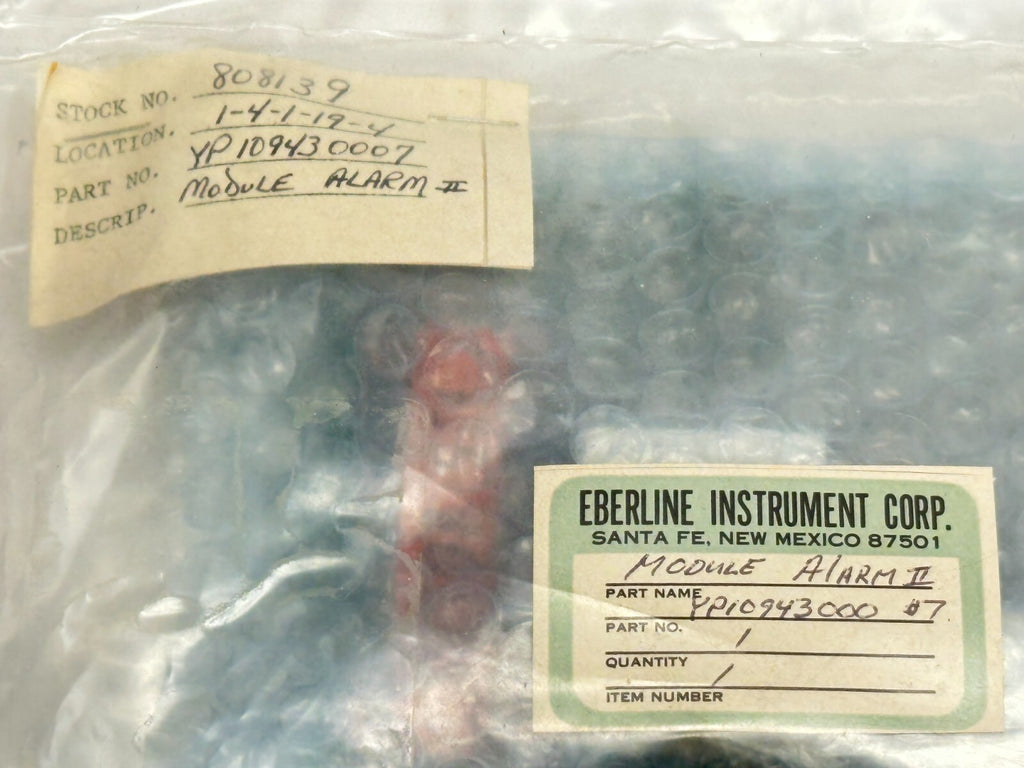 STOCK NO. 808139
LOCATION. 1-4-1-19-4
PART NO. YP109430007
DESCRIP. MODULE ALARM II
EBERLINE INSTRUMENT CORP.
SANTA FE, NEW MEXICO 87501
MODULE ALARM II
PART NAME
YP10943000 #7
PART NO.
1
QUANTITY
1
ITEM NUMBER